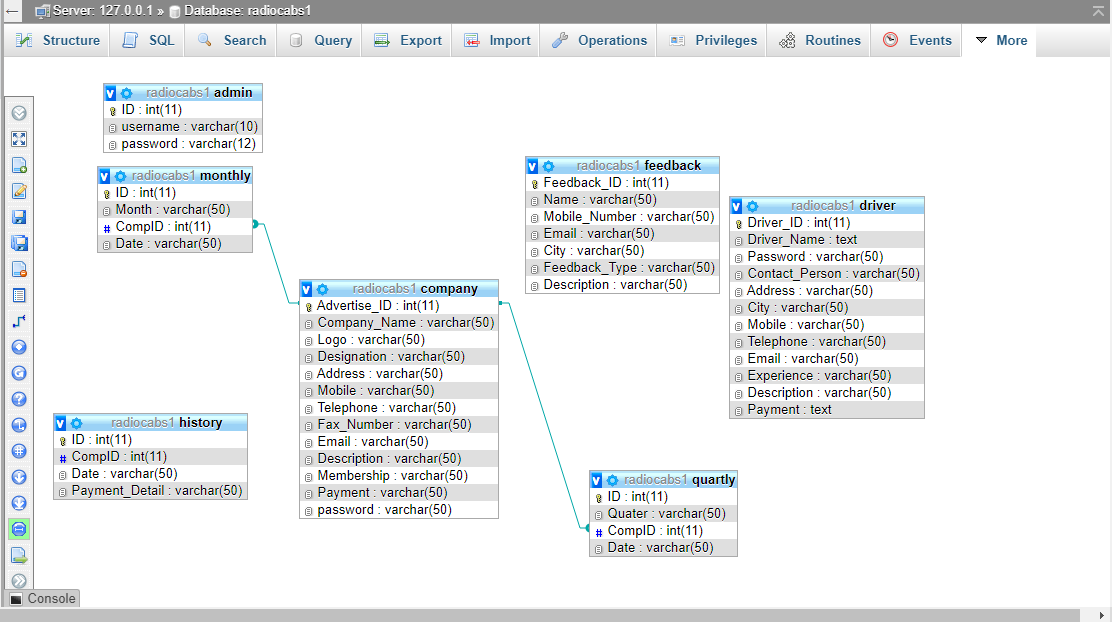 Server: 127.0.0.1 » Database: radiocabs1
Structure SQL Search Query Export Import Operations Privileges Routines Events More
radiocabs1 admin
ID : int(11)
username : varchar(10)
password : varchar(12)
radiocabs1 monthly
ID : int(11)
Month : varchar(50)
# CompID : int(11)
Date : varchar(50)
radiocabs1 feedback
Feedback_ID : int(11)
Name : varchar(50)
Mobile_Number : varchar(50)
Email : varchar(50)
City : varchar(50)
Feedback_Type : varchar(50)
Description : varchar(50)
radiocabs1 driver
Driver_ID : int(11)
Driver_Name : text
Password : varchar(50)
Contact_Person : varchar(50)
Address : varchar(50)
City : varchar(50)
Mobile : varchar(50)
Telephone : varchar(50)
Email : varchar(50)
Experience : varchar(50)
Description : varchar(50)
Payment : text
radiocabs1 company
Advertise_ID : int(11)
Company_Name : varchar(50)
Logo : varchar(50)
Designation : varchar(50)
Address : varchar(50)
Mobile : varchar(50)
Telephone : varchar(50)
Fax_Number : varchar(50)
Email : varchar(50)
Description : varchar(50)
Membership : varchar(50)
Payment : varchar(50)
password : varchar(50)
radiocabs1 history
ID : int(11)
# CompID : int(11)
Date : varchar(50)
Payment_Detail : varchar(50)
radiocabs1 quartly
ID : int(11)
Quater : varchar(50)
# CompID : int(11)
Date : varchar(50)
Console